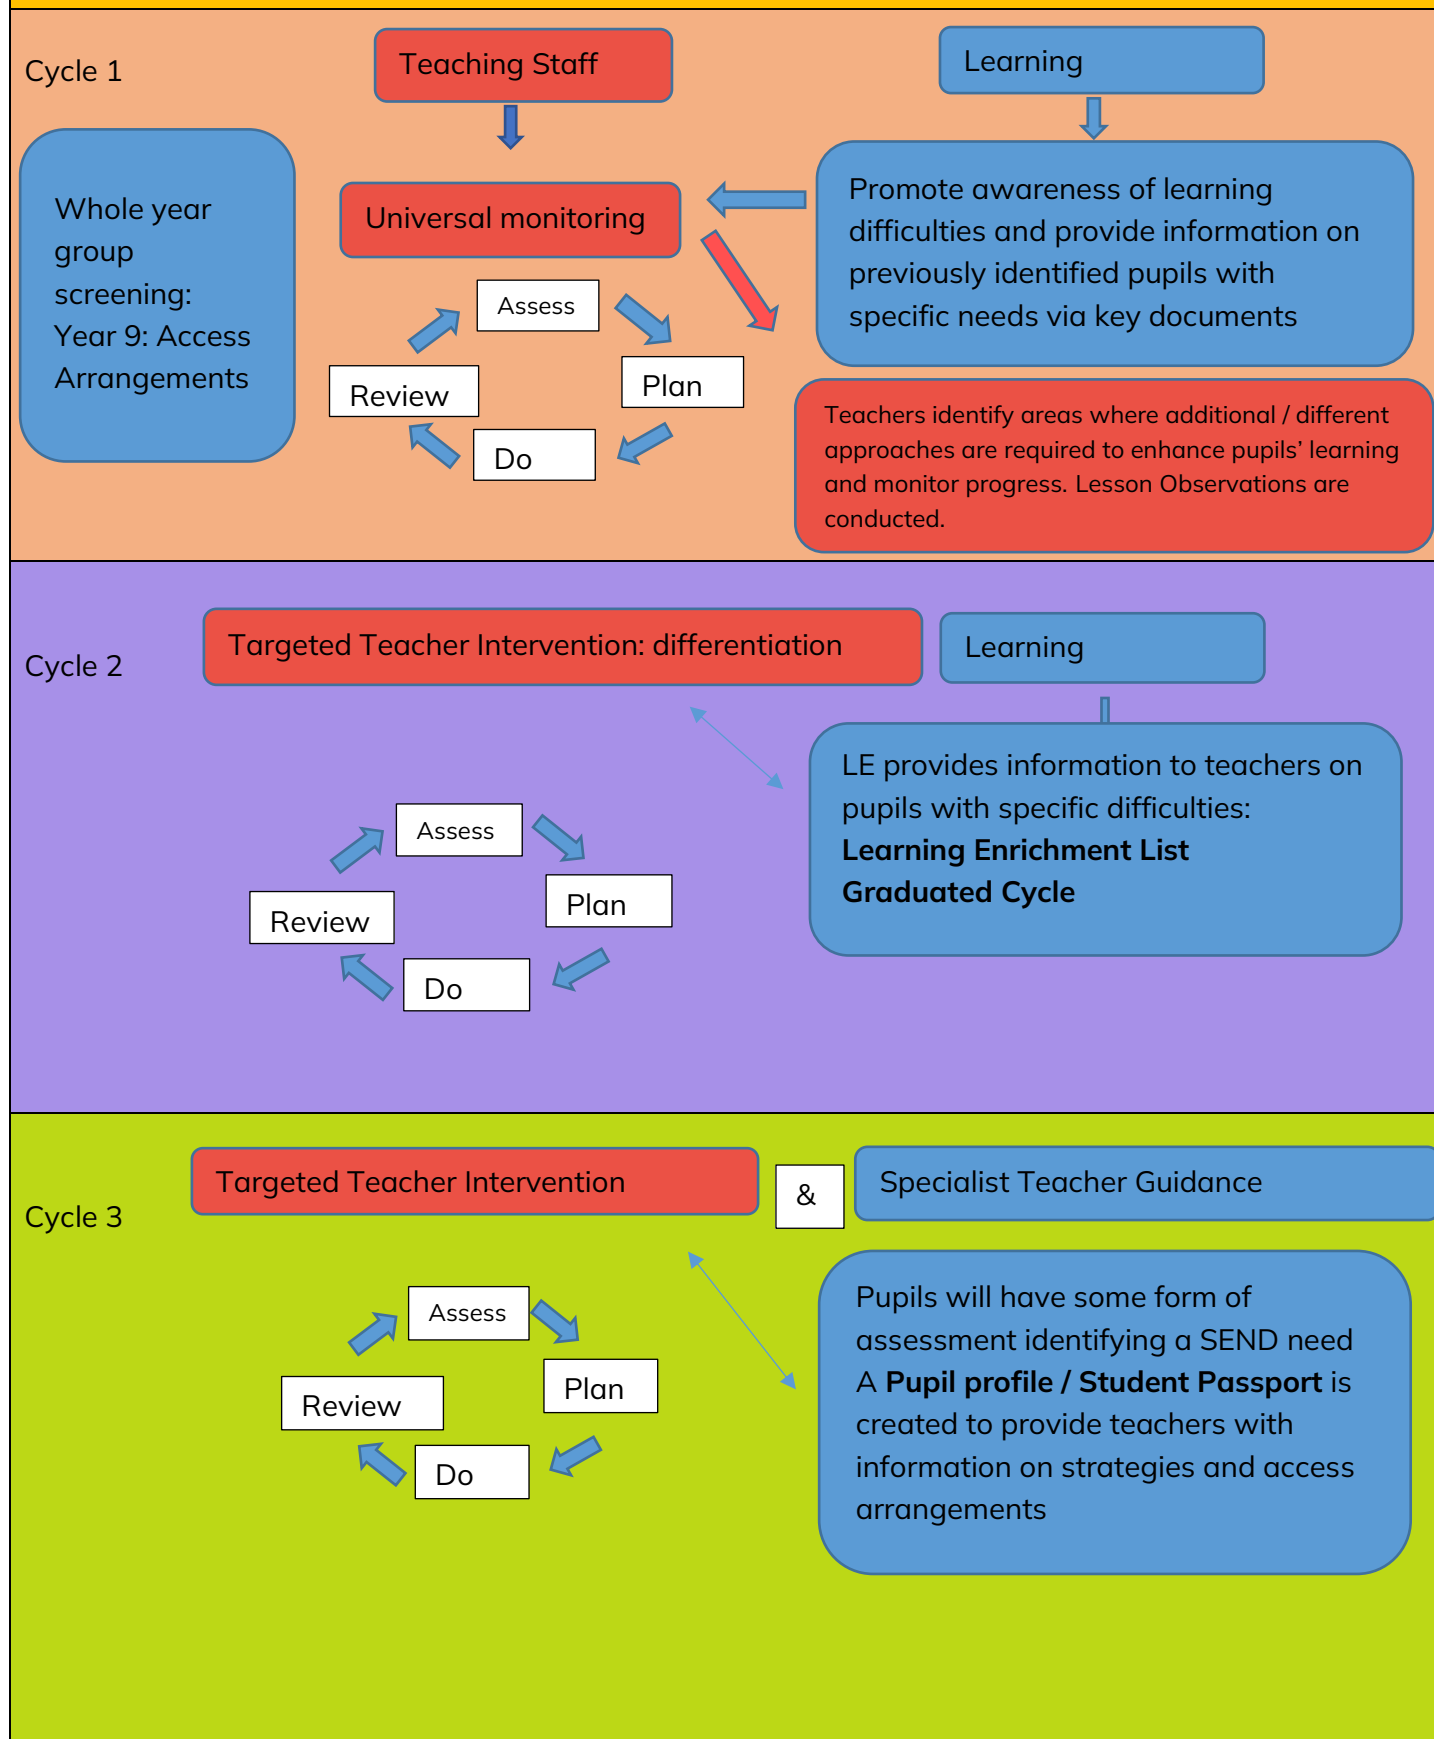 Cycle 1
Teaching Staff
Learning
Whole year
group
screening:
Year 9: Access
Arrangements
Universal monitoring
Promote awareness of learning
difficulties and provide information on
previously identified pupils with
specific needs via key documents
Assess
Plan
Do
Review
Teachers identify areas where additional / different
approaches are required to enhance pupils’ learning
and monitor progress. Lesson Observations are
conducted.
Cycle 2
Targeted Teacher Intervention: differentiation
Learning
LE provides information to teachers on
pupils with specific difficulties:
Learning Enrichment List
Graduated Cycle
Assess
Plan
Do
Review
Cycle 3
Targeted Teacher Intervention
&
Specialist Teacher Guidance
Pupils will have some form of
assessment identifying a SEND need
A Pupil profile / Student Passport is
created to provide teachers with
information on strategies and access
arrangements
Assess
Plan
Do
Review